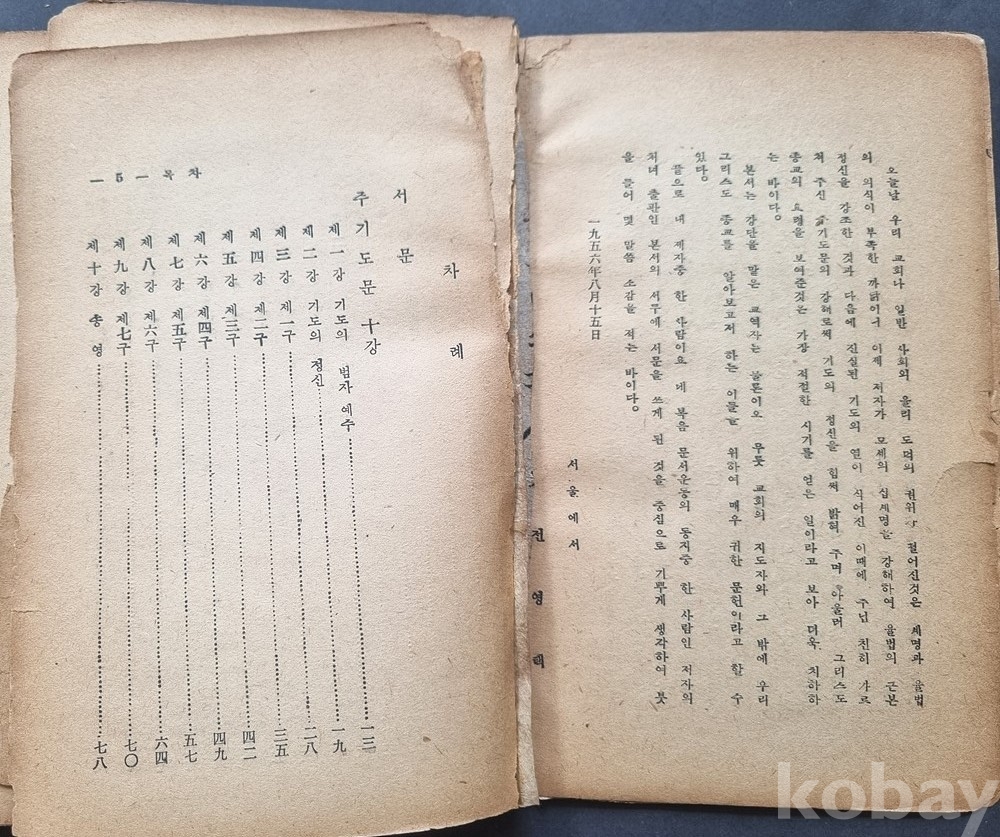 오늘날 우리 교회나 일반 사회의 윤리 도덕의 권위가 떨어진것은 계명과 율법
의 의식이 부족한 까닭이니 이제 저자가 모세의 십계명을 강해하여 율법의 근본
정신을 강조한 것과 다음에 진실된 기도의 열이 식어진 이때에 주님 친히 가르
쳐 주신 기도문의 강해로써 기도의 정신을 힘써 밝혀 주며 아울러 그리스도
종교의 요령을 보여준것은 가장 적절한 시기를 얻은 일이라고 보아 더욱 치하하
는 바이다.
본서는 강단을 맡은 교역자는 물론이오 무릇 교회의 지도자와 그 밖에 우리
그리스도 종교를 알아보고저 하는 이들을 위하여 매우 귀한 문헌이라고 할 수
있다.
끝으로 내 제자중 한 사람이요 네 복음 문서운동의 동지중 한 사람인 저자의
처녀 출판인 본서의 서두에 서문을 쓰게 된 것을 중심으로 기쁘게 생각하여 붓
을 들어 몇 말씀 소감을 적는 바이다.
一九五六年八月十五日
서울에서
전영택
차례
서문
주기도문 十강
제一강 기도의 범자 예수……一三
제二강 기도의 정신……一九
제三강 제一구……二八
제四강 제二구……三五
제五강 제三구……四二
제六강 제四구……四九
제七강 제五구……五七
제八강 제六구……六四
제九강 제七구……七〇
제十강 송영……七八
―5―목차
kobay